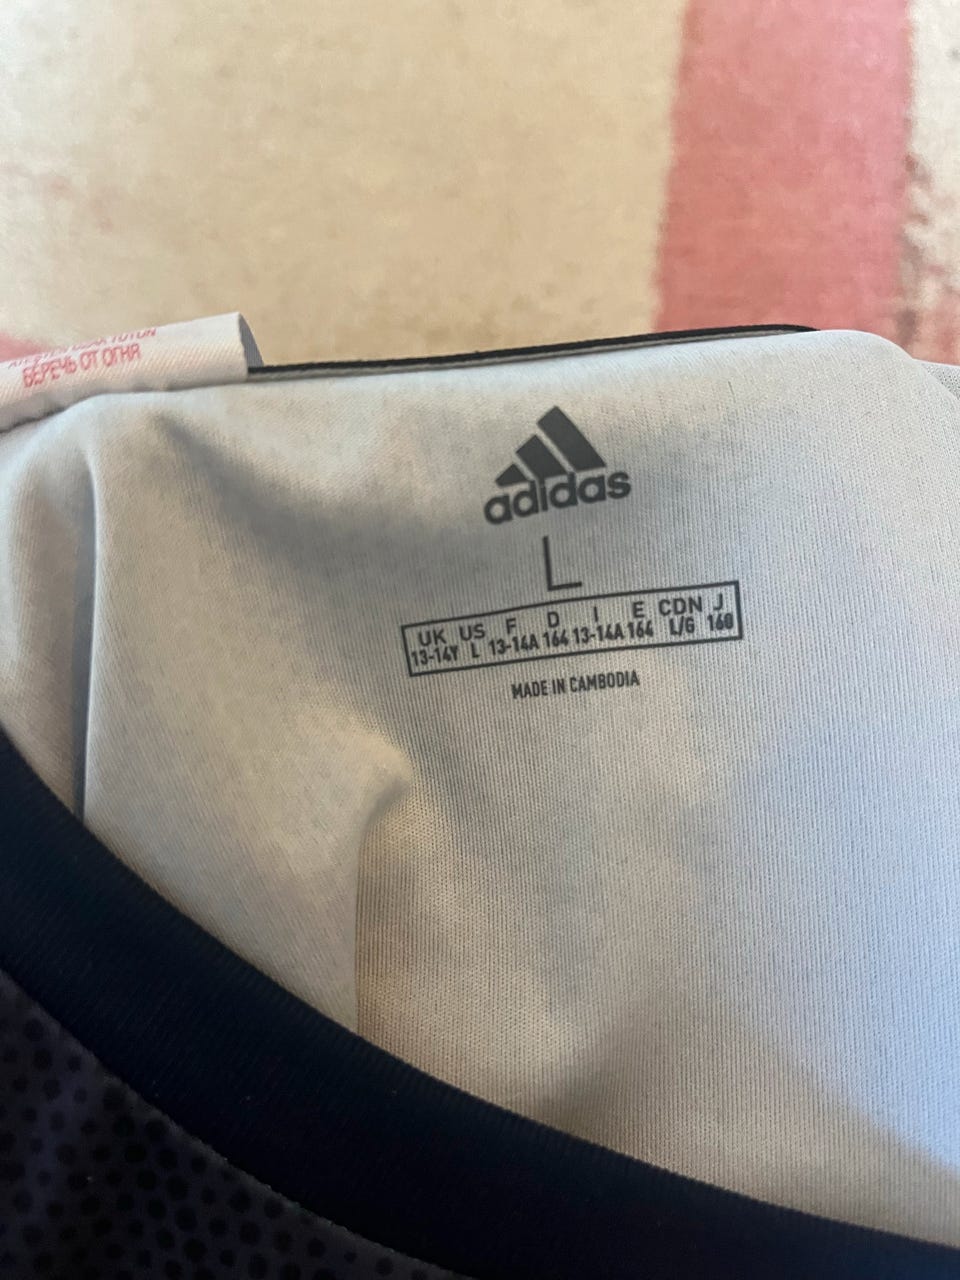 БЕРЕЧЬ ОТ ОГНЯ
adidas
L
UK US F D I E CDN J
13-14Y L 13-14A 164 13-14A 164 L/G 160
MADE IN CAMBODIA